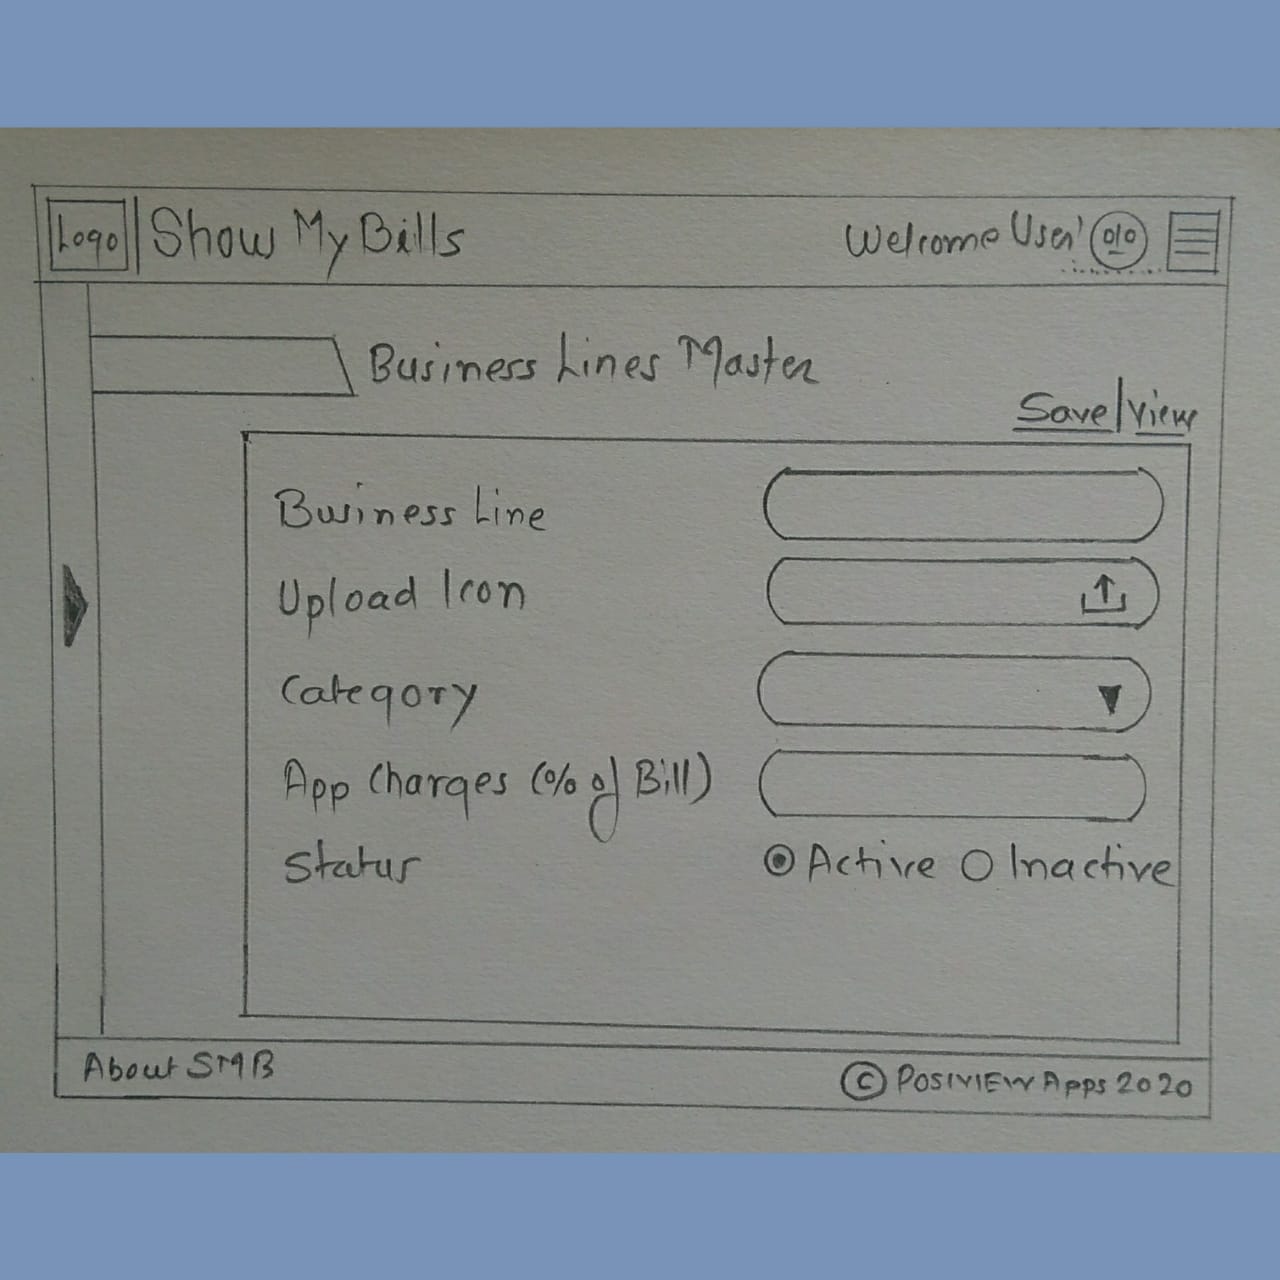 Logo Show My Bills Welcome User
Business Lines Master
Save/View
Business Line
Upload Icon
Category
App Charges (% of Bill)
Status Active Inactive
About SMB © POSIVIEW Apps 2020